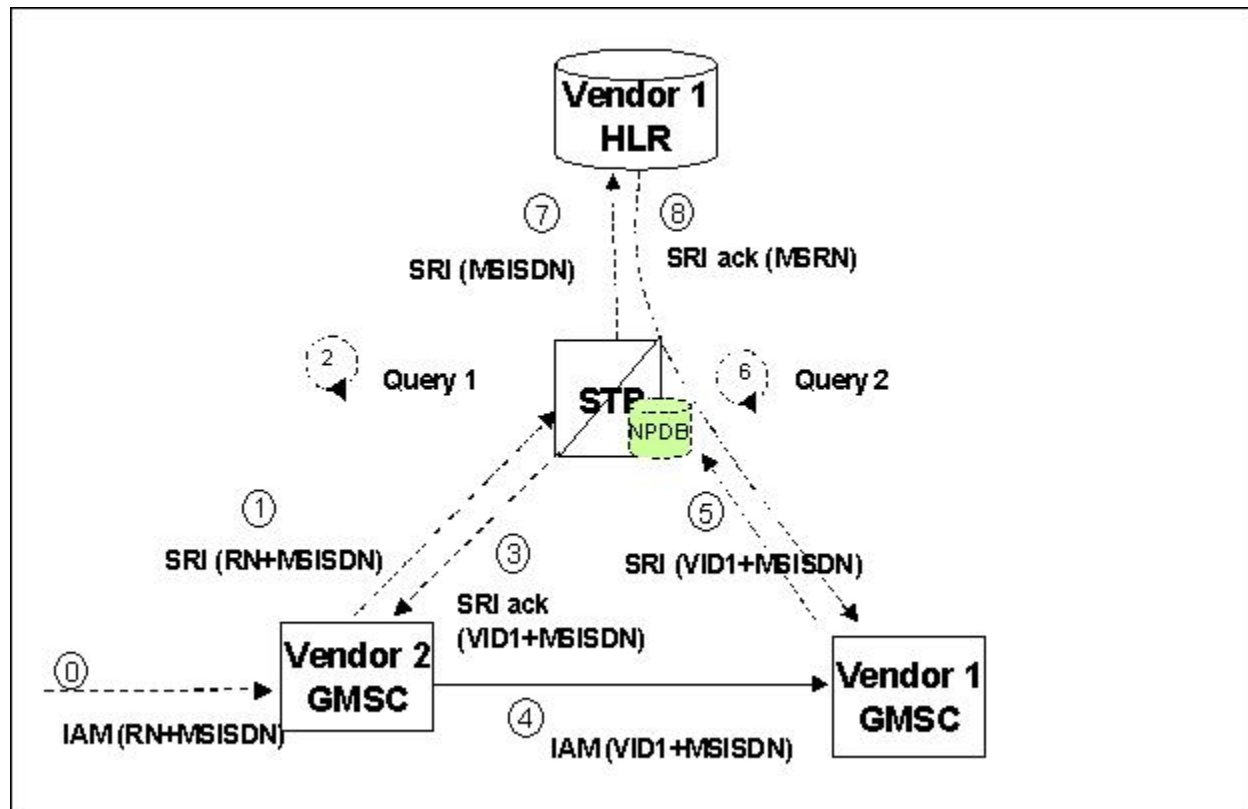 Vendor 1
HLR
7
8
SRI (MSISDN)
SRI ack (MSRN)
2
Query 1
STP
NPDB
6
Query 2
1
SRI (RN+MSISDN)
3
SRI ack
(VID1+MSISDN)
5
SRI (VID1+MSISDN)
0
IAM (RN+MSISDN)
Vendor 2
GMSC
4
IAM (VID1+MSISDN)
Vendor 1
GMSC